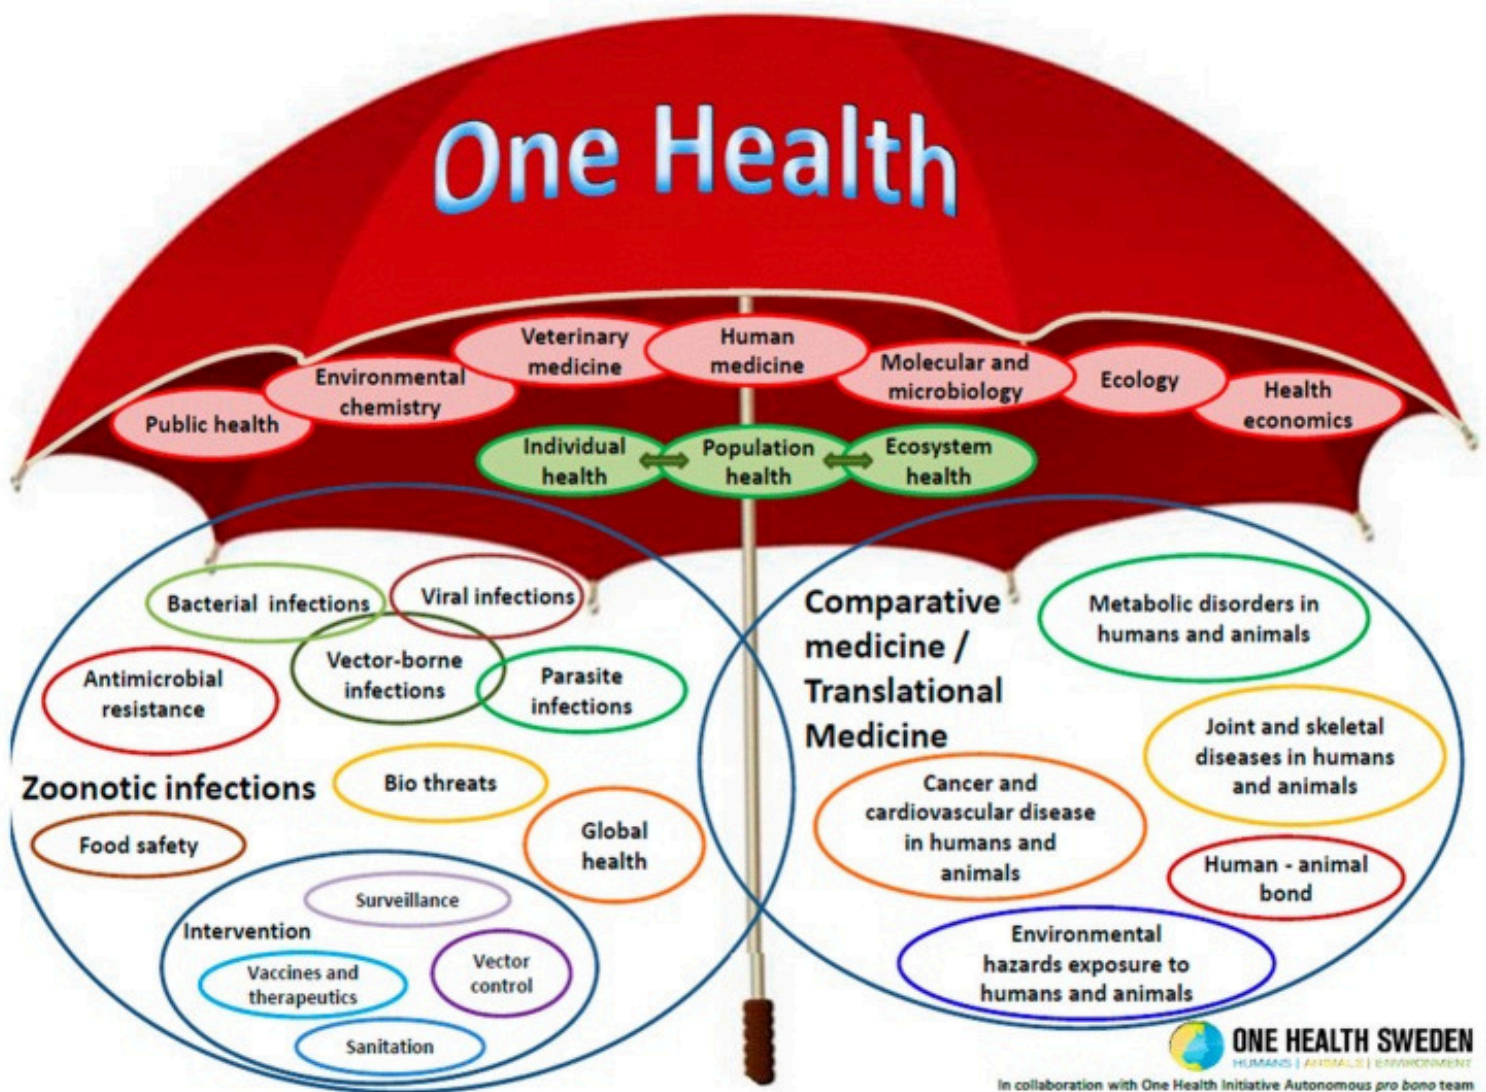 One Health
Veterinary
medicine
Human
medicine
Molecular and
microbiology
Environmental
chemistry
Ecology
Public health
Health
economics
Individual
health
Population
health
Ecosystem
health
Bacterial infections
Viral infections
Vector-borne
infections
Parasite
infections
Antimicrobial
resistance
Zoonotic infections
Bio threats
Food safety
Global
health
Intervention
Surveillance
Vaccines and
therapeutics
Vector
control
Sanitation
Comparative
medicine /
Translational
Medicine
Metabolic disorders in
humans and animals
Joint and skeletal
diseases in humans
and animals
Cancer and
cardiovascular disease
in humans and
animals
Human - animal
bond
Environmental
hazards exposure to
humans and animals
ONE HEALTH SWEDEN
HUMANS | ANIMALS | ENVIRONMENT
In collaboration with One Health Initiative Autonomous pro bono team